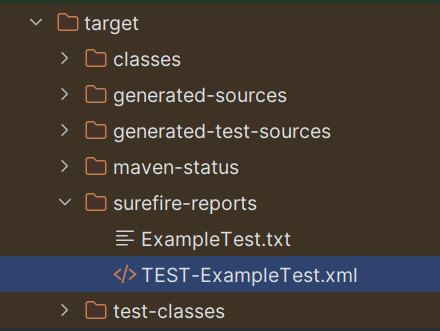 target
classes
generated-sources
generated-test-sources
maven-status
surefire-reports
ExampleTest.txt
TEST-ExampleTest.xml
test-classes